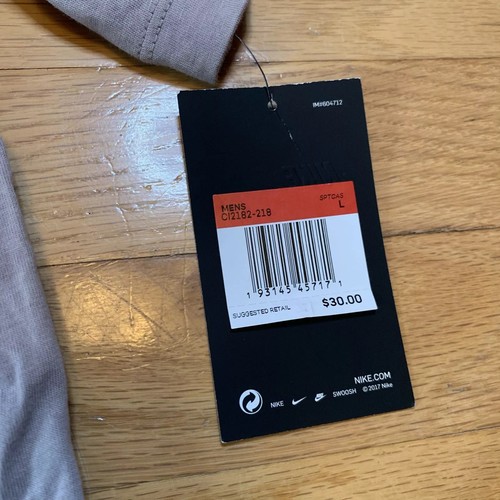 IM#604712
MENS SPTCAS
CI2182-218 L
1 93145 45717 1
SUGGESTED RETAIL $30.00
NIKE.COM
NIKE SWOOSH © 2017 Nike